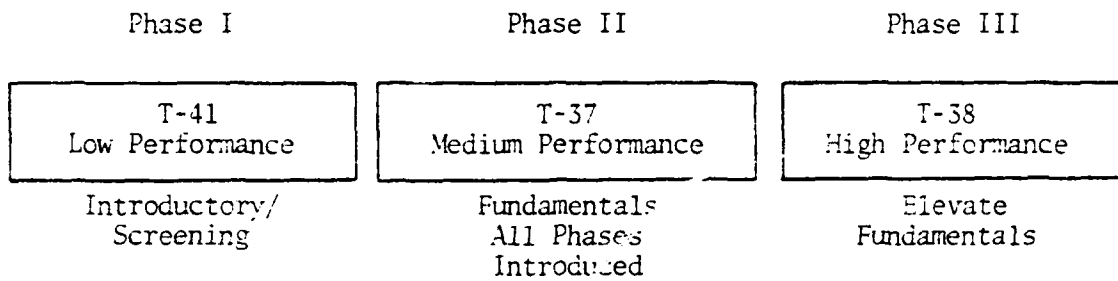 Phase I Phase II Phase III
T-41 T-37 T-38
Low Performance Medium Performance High Performance
Introductory/ Fundamentals Elevate
Screening All Phases Fundamentals
Introduced